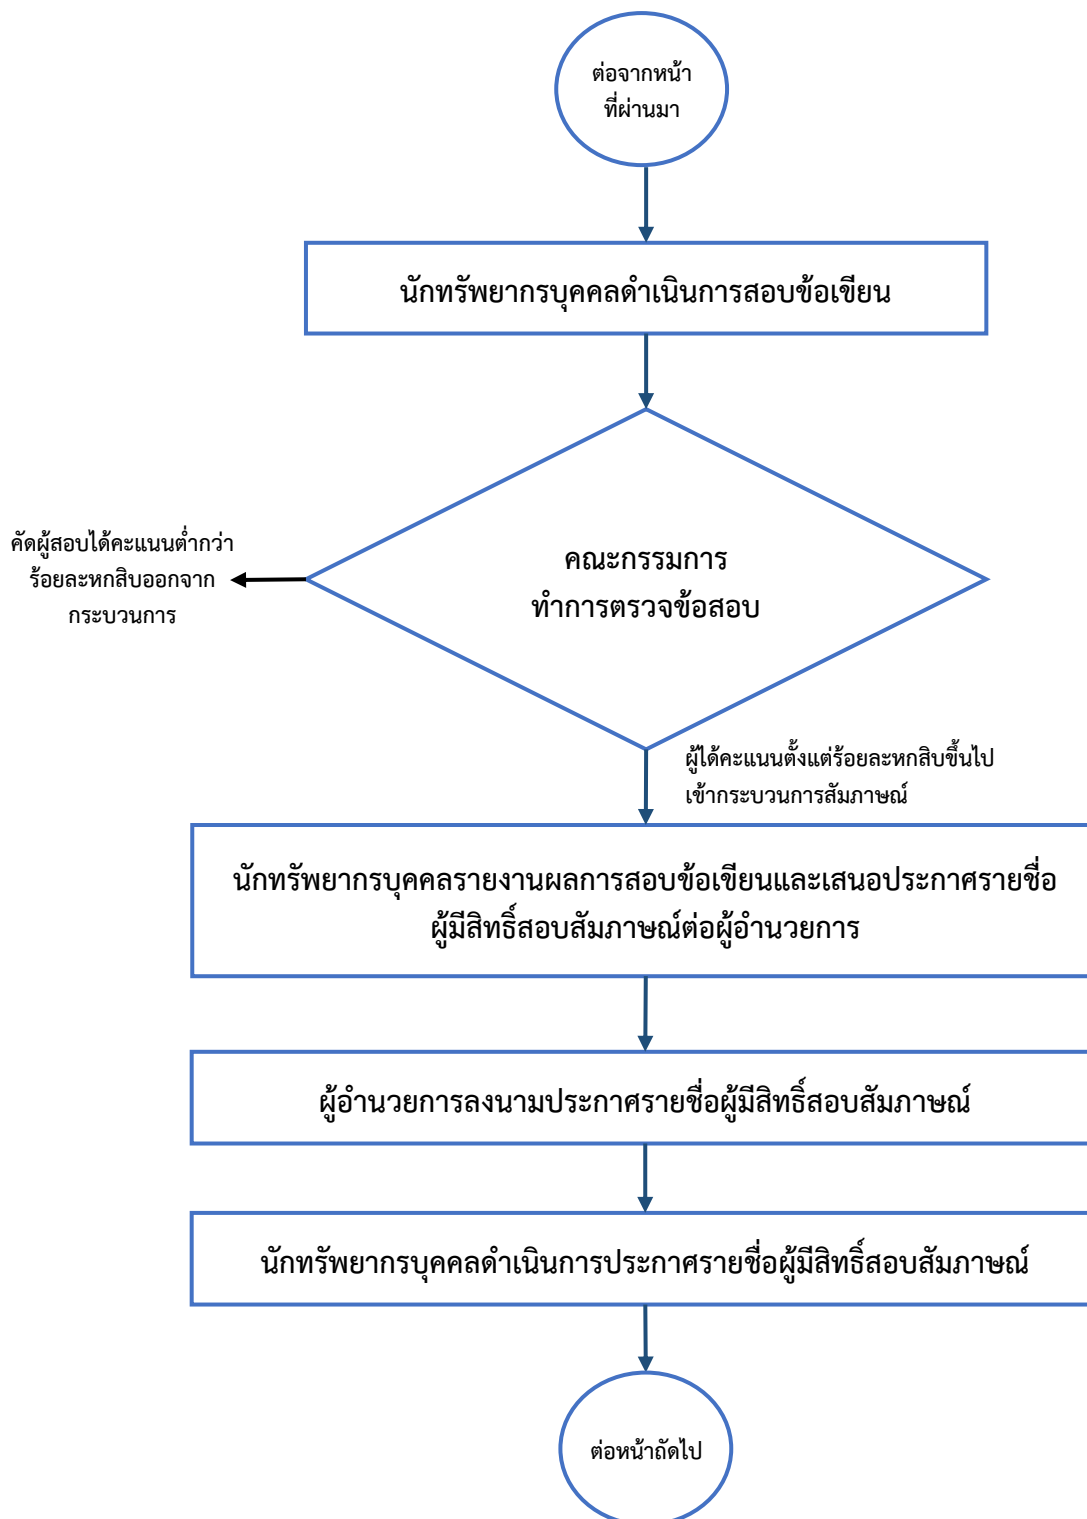 ต่อจากหน้า
ที่ผ่านมา
นักทรัพยากรบุคคลดำเนินการสอบข้อเขียน
คณะกรรมการ
ทำการตรวจข้อสอบ
คัดผู้สอบได้คะแนนต่ำกว่า
ร้อยละหกสิบออกจาก
กระบวนการ
ผู้ได้คะแนนตั้งแต่ร้อยละหกสิบขึ้นไป
เข้ากระบวนการสัมภาษณ์
นักทรัพยากรบุคคลรายงานผลการสอบข้อเขียนและเสนอประกาศรายชื่อ
ผู้มีสิทธิ์สอบสัมภาษณ์ต่อผู้อำนวยการ
ผู้อำนวยการลงนามประกาศรายชื่อผู้มีสิทธิ์สอบสัมภาษณ์
นักทรัพยากรบุคคลดำเนินการประกาศรายชื่อผู้มีสิทธิ์สอบสัมภาษณ์
ต่อหน้าถัดไป